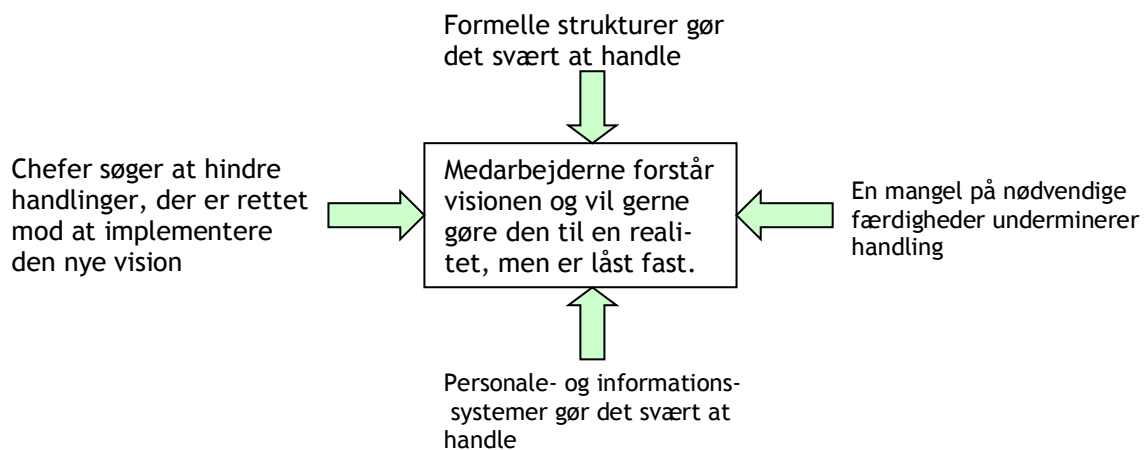 Formelle strukturer gør
det svært at handle
Chefer søger at hindre
handlinger, der er rettet
mod at implementere
den nye vision
Medarbejderne forstår
visionen og vil gerne
gøre den til en reali-
tet, men er låst fast.
En mangel på nødvendige
færdigheder underminerer
handling
Personale- og informations-
systemer gør det svært at
handle